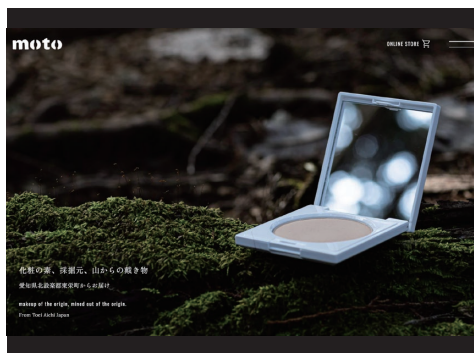 moto
ONLINE STORE
化粧の素、採掘元、山からの戴き物
愛知県北設楽郡東栄町からお届け
makeup of the origin, mined out of the origin.
From Toei Aichi Japan